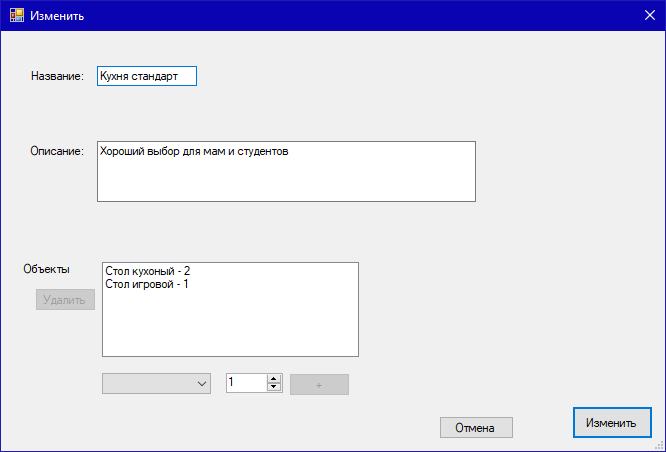 Изменить
Название: Кухня стандарт
Описание: Хороший выбор для мам и студентов
Объекты
Стол кухоный - 2
Стол игровой - 1
Удалить
1
+
Отмена
Изменить